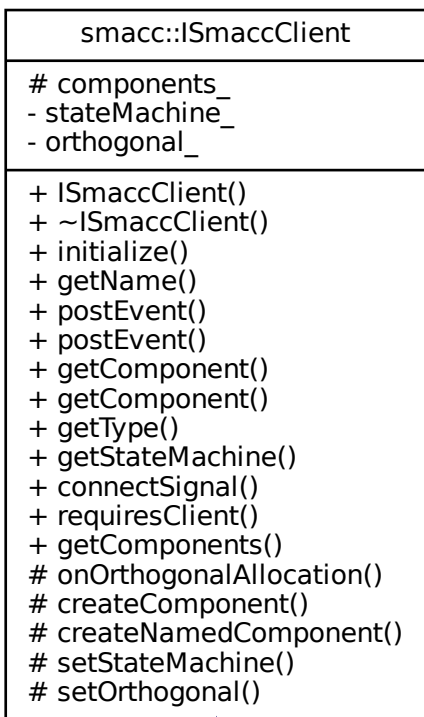 smacc::ISmaccClient
# components_
- stateMachine_
- orthogonal_
+ ISmaccClient()
+ ~ISmaccClient()
+ initialize()
+ getName()
+ postEvent()
+ postEvent()
+ getComponent()
+ getComponent()
+ getType()
+ getStateMachine()
+ connectSignal()
+ requiresClient()
+ getComponents()
# onOrthogonalAllocation()
# createComponent()
# createNamedComponent()
# setStateMachine()
# setOrthogonal()